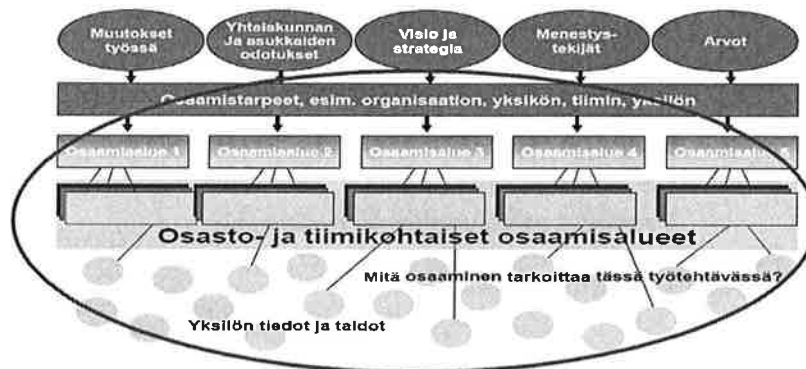 Muutokset
työssä
Yhteiskunnan
Ja asukkaiden
odotukset
Visio ja
strategia
Menestys-
tekijät
Arvot
Osaamistarpeet, esim. organisaation, yksikön, tiimin, yksilön
Osaamisalue 1
Osaamisalue 2
Osaamisalue 3
Osaamisalue 4
Osaamisalue 5
Osasto- ja tiimikohtaiset osaamisalueet
Mitä osaaminen tarkoittaa tässä työtehtävässä?
Yksilön tiedot ja taidot